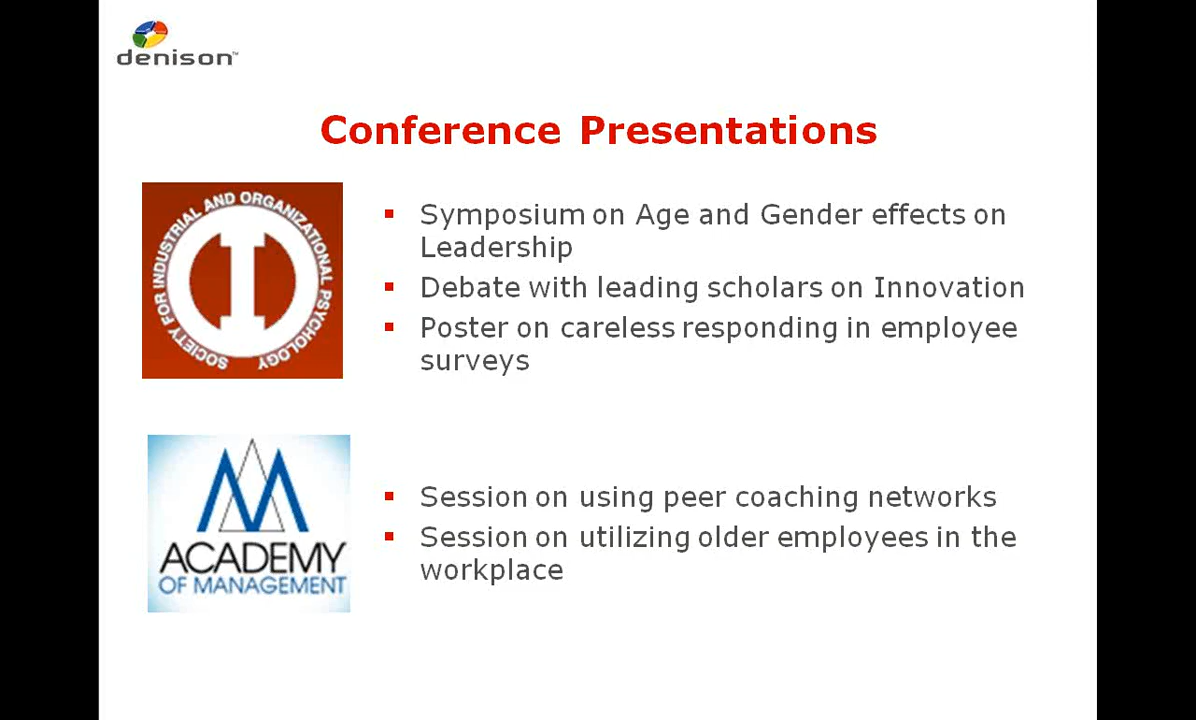 denison™
Conference Presentations
SOCIETY FOR INDUSTRIAL AND ORGANIZATIONAL PSYCHOLOGY
Symposium on Age and Gender effects on
Leadership
Debate with leading scholars on Innovation
Poster on careless responding in employee
surveys
ACADEMY
OF MANAGEMENT
Session on using peer coaching networks
Session on utilizing older employees in the
workplace